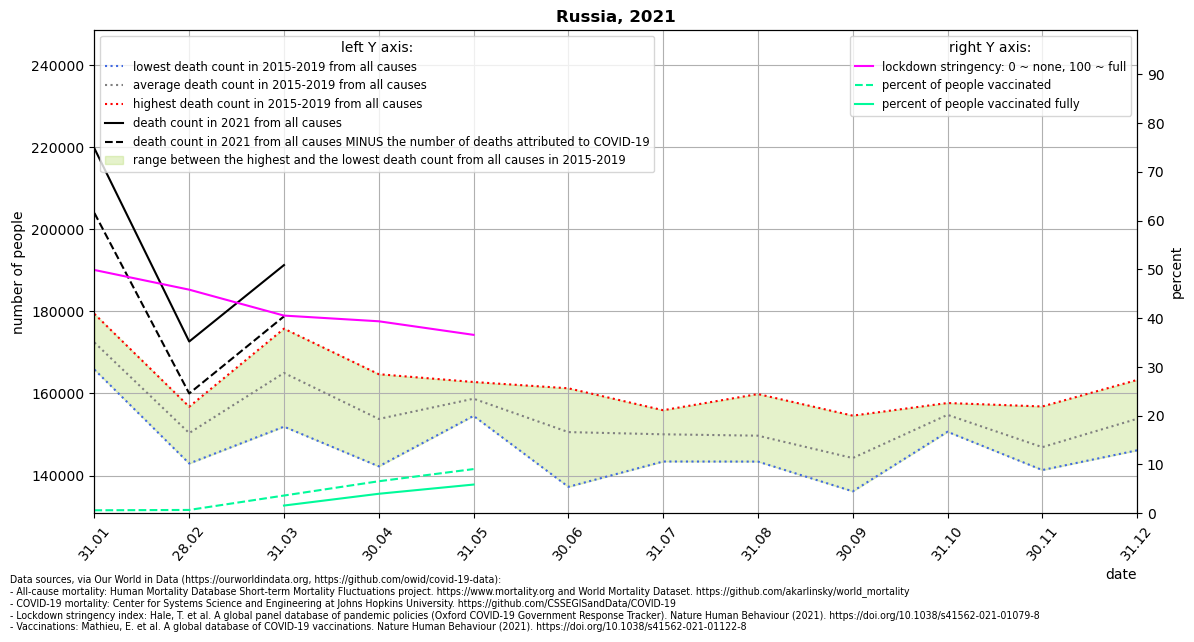 Russia, 2021
left Y axis:
lowest death count in 2015-2019 from all causes
average death count in 2015-2019 from all causes
highest death count in 2015-2019 from all causes
death count in 2021 from all causes
death count in 2021 from all causes MINUS the number of deaths attributed to COVID-19
range between the highest and the lowest death count from all causes in 2015-2019
right Y axis:
lockdown stringency: 0 ~ none, 100 ~ full
percent of people vaccinated
percent of people vaccinated fully
number of people
240000
220000
200000
180000
160000
140000
90
80
70
60
50
40
30
20
10
0
percent
31.01
28.02
31.03
30.04
31.05
30.06
31.07
31.08
30.09
31.10
30.11
31.12
date
Data sources, via Our World in Data (https://ourworldindata.org, https://github.com/owid/covid-19-data):
- All-cause mortality: Human Mortality Database Short-term Mortality Fluctuations project. https://www.mortality.org and World Mortality Dataset. https://github.com/akarlinsky/world_mortality
- COVID-19 mortality: Center for Systems Science and Engineering at Johns Hopkins University. https://github.com/CSSEGISandData/COVID-19
- Lockdown stringency index: Hale, T. et al. A global panel database of pandemic policies (Oxford COVID-19 Government Response Tracker). Nature Human Behaviour (2021). https://doi.org/10.1038/s41562-021-01079-8
- Vaccinations: Mathieu, E. et al. A global database of COVID-19 vaccinations. Nature Human Behaviour (2021). https://doi.org/10.1038/s41562-021-01122-8